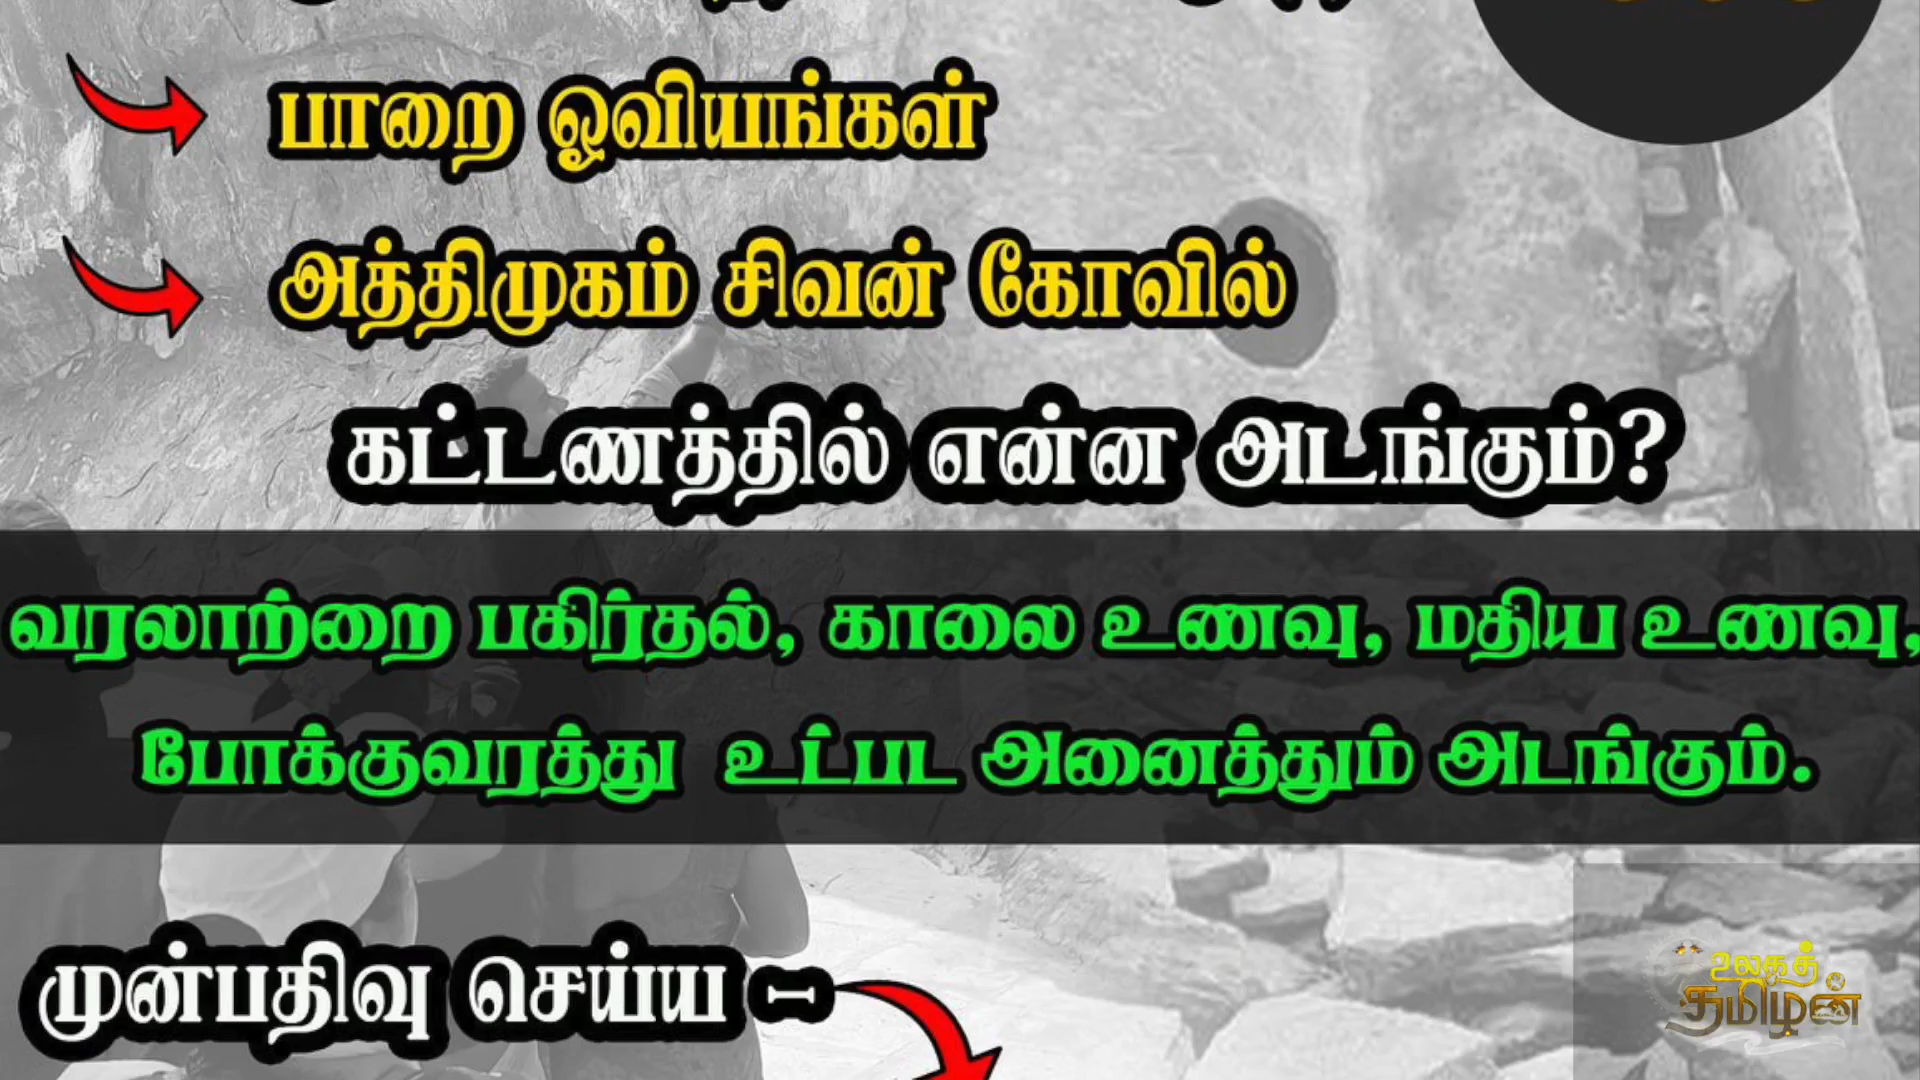 பாறை ஓவியங்கள்
அத்திமுகம் சிவன் கோவில்
கட்டணத்தில் என்ன அடங்கும்?
வரலாற்றை பகிர்தல், காலை உணவு, மதிய உணவு,
போக்குவரத்து உட்பட அனைத்தும் அடங்கும்.
முன்பதிவு செய்ய -
உலகத்
தமிழன்